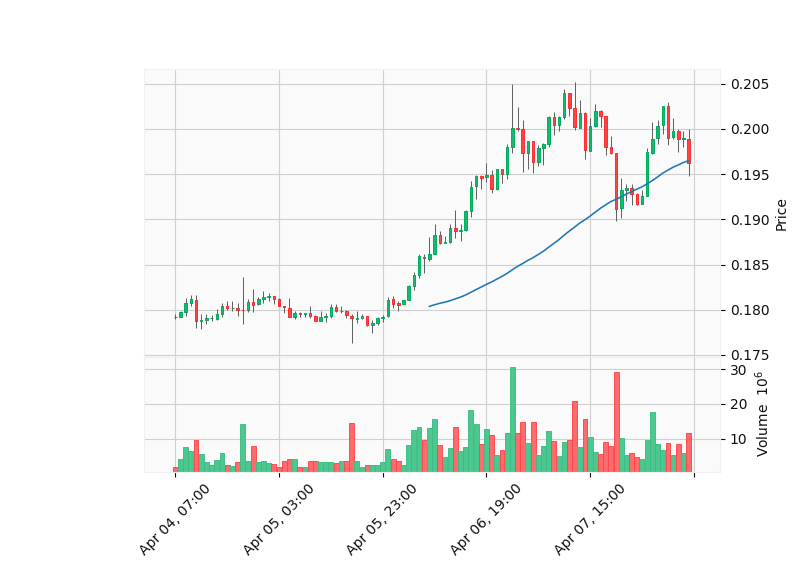 0.205
0.200
0.195
0.190
0.185
0.180
0.175
Price
30
20
10
Volume 10^6
Apr 04, 07:00
Apr 05, 03:00
Apr 05, 23:00
Apr 06, 19:00
Apr 07, 15:00